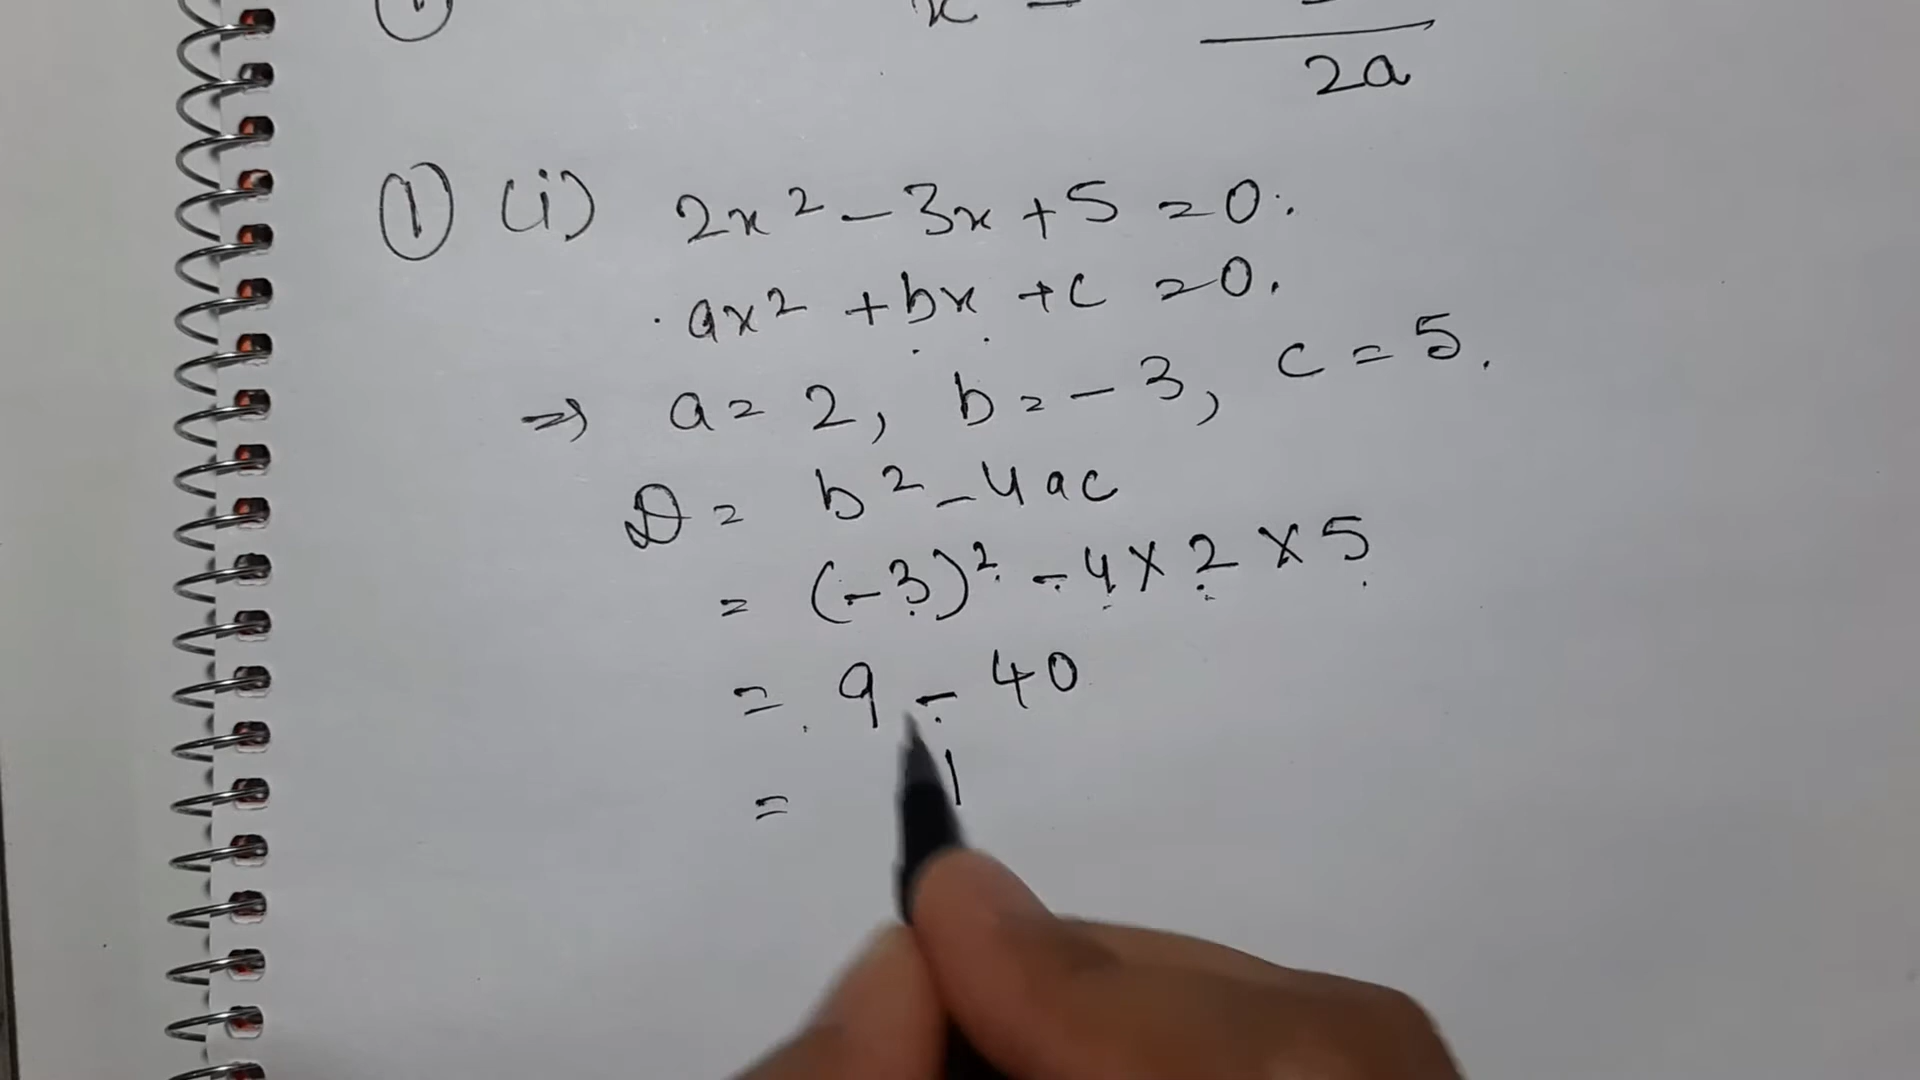 x =
2a
① (i) 2x² - 3x + 5 = 0.
ax² + bx + c = 0.
⇒ a = 2, b = -3, c = 5.
D = b² - 4ac
= (-3)² - 4 × 2 × 5
= 9 - 40
= 1